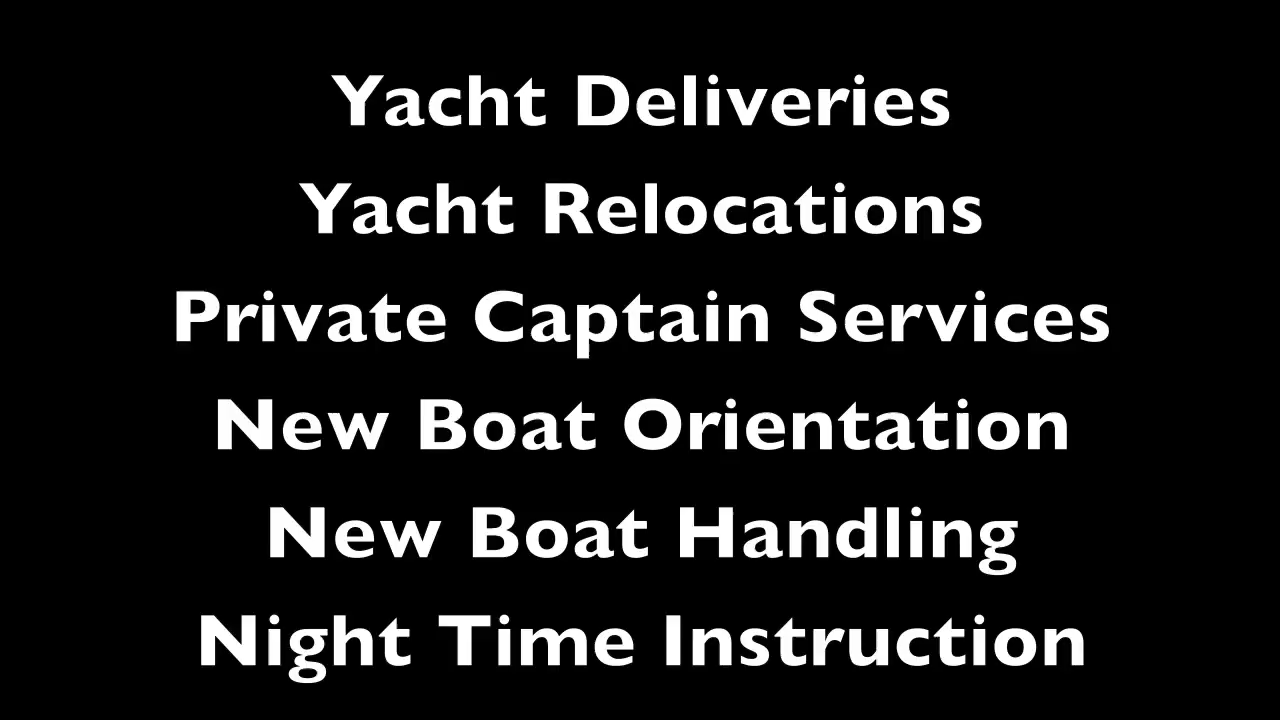 Yacht Deliveries
Yacht Relocations
Private Captain Services
New Boat Orientation
New Boat Handling
Night Time Instruction